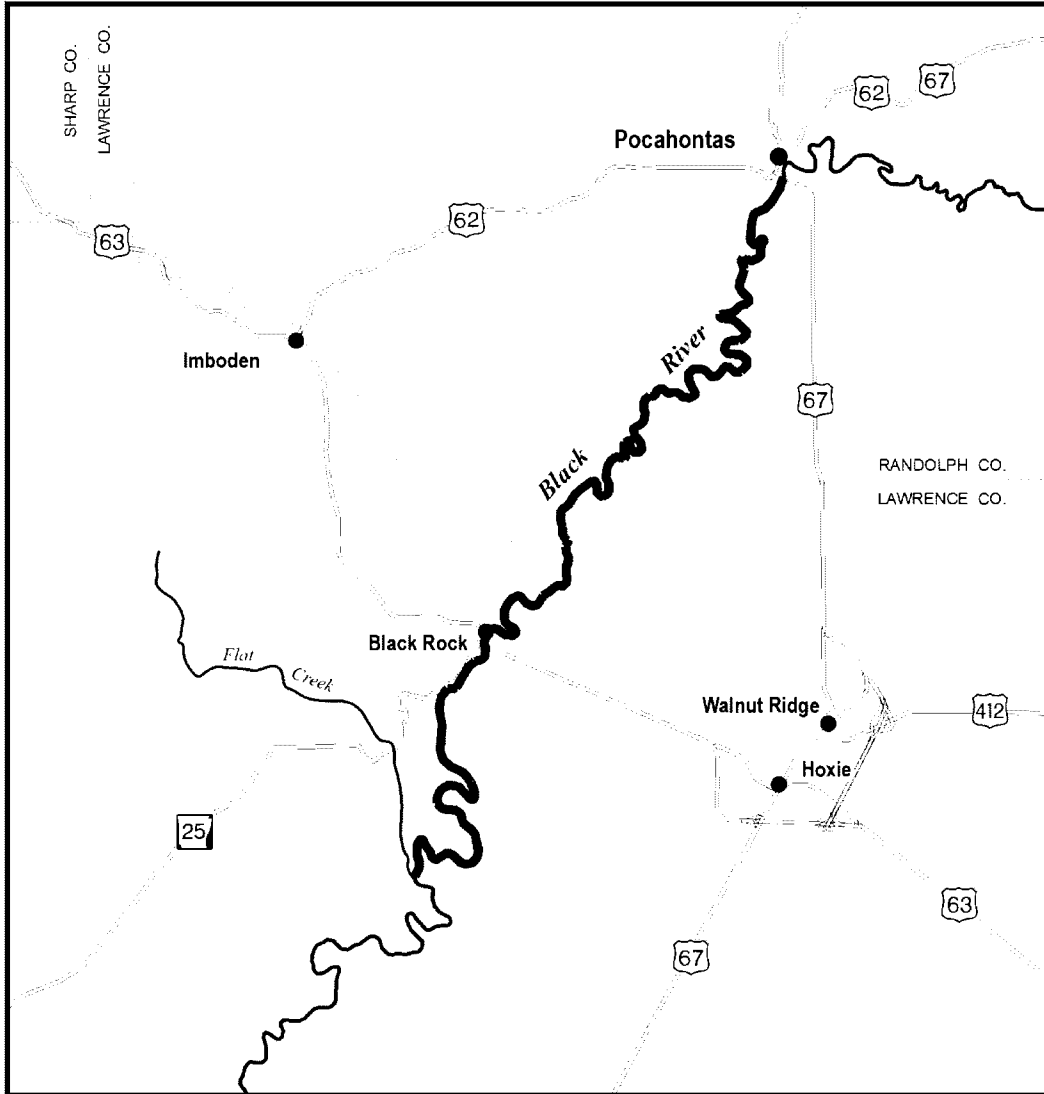 SHARP CO.
LAWRENCE CO.
67
62
Pocahontas
62
63
River
Imboden
67
Black
RANDOLPH CO.
LAWRENCE CO.
Black Rock
Flat
Creek
Walnut Ridge
412
Hoxie
25
63
67